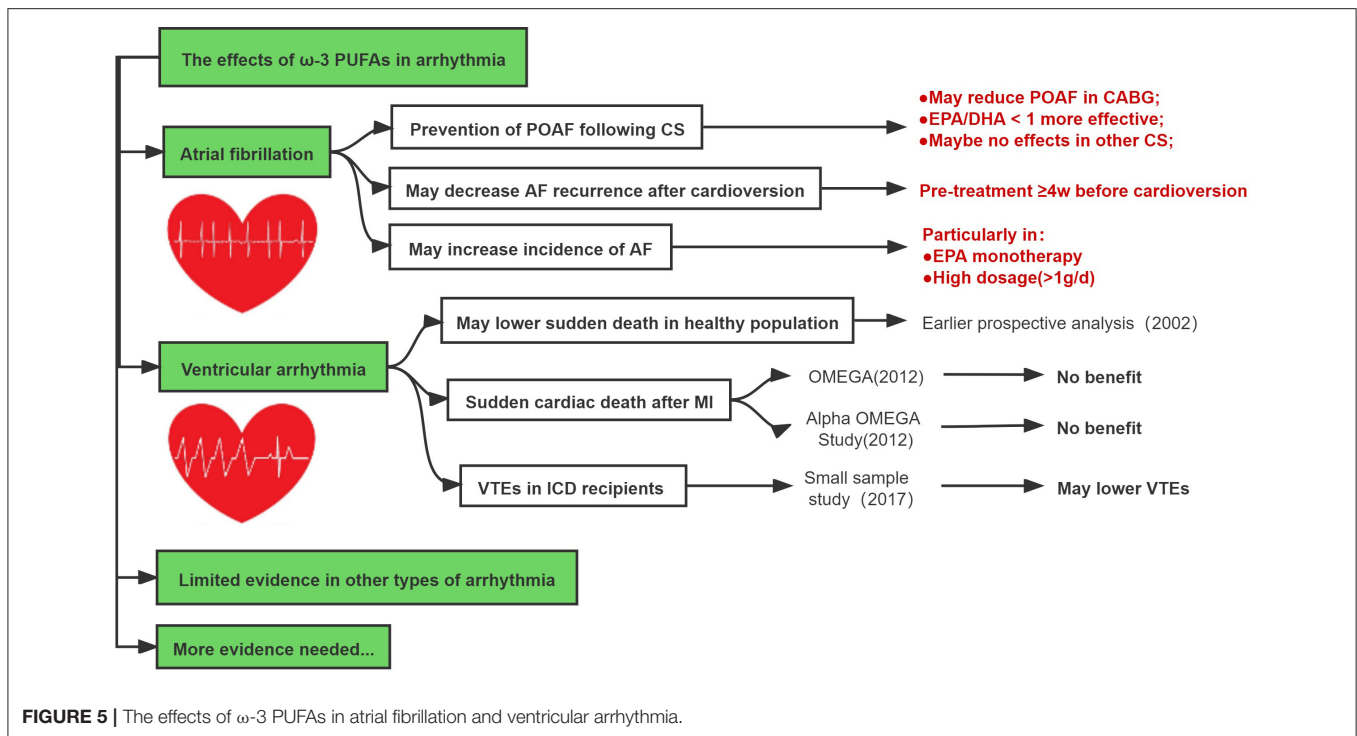 The effects of ω-3 PUFAs in arrhythmia
Atrial fibrillation
Prevention of POAF following CS
●May reduce POAF in CABG;
●EPA/DHA < 1 more effective;
●Maybe no effects in other CS;
May decrease AF recurrence after cardioversion
Pre-treatment ≥4w before cardioversion
May increase incidence of AF
Particularly in:
●EPA monotherapy
●High dosage(>1g/d)
Ventricular arrhythmia
May lower sudden death in healthy population
Earlier prospective analysis (2002)
Sudden cardiac death after MI
OMEGA(2012)
No benefit
Alpha OMEGA
Study(2012)
No benefit
VTEs in ICD recipients
Small sample
study (2017)
May lower VTEs
Limited evidence in other types of arrhythmia
More evidence needed...
FIGURE 5 | The effects of ω-3 PUFAs in atrial fibrillation and ventricular arrhythmia.